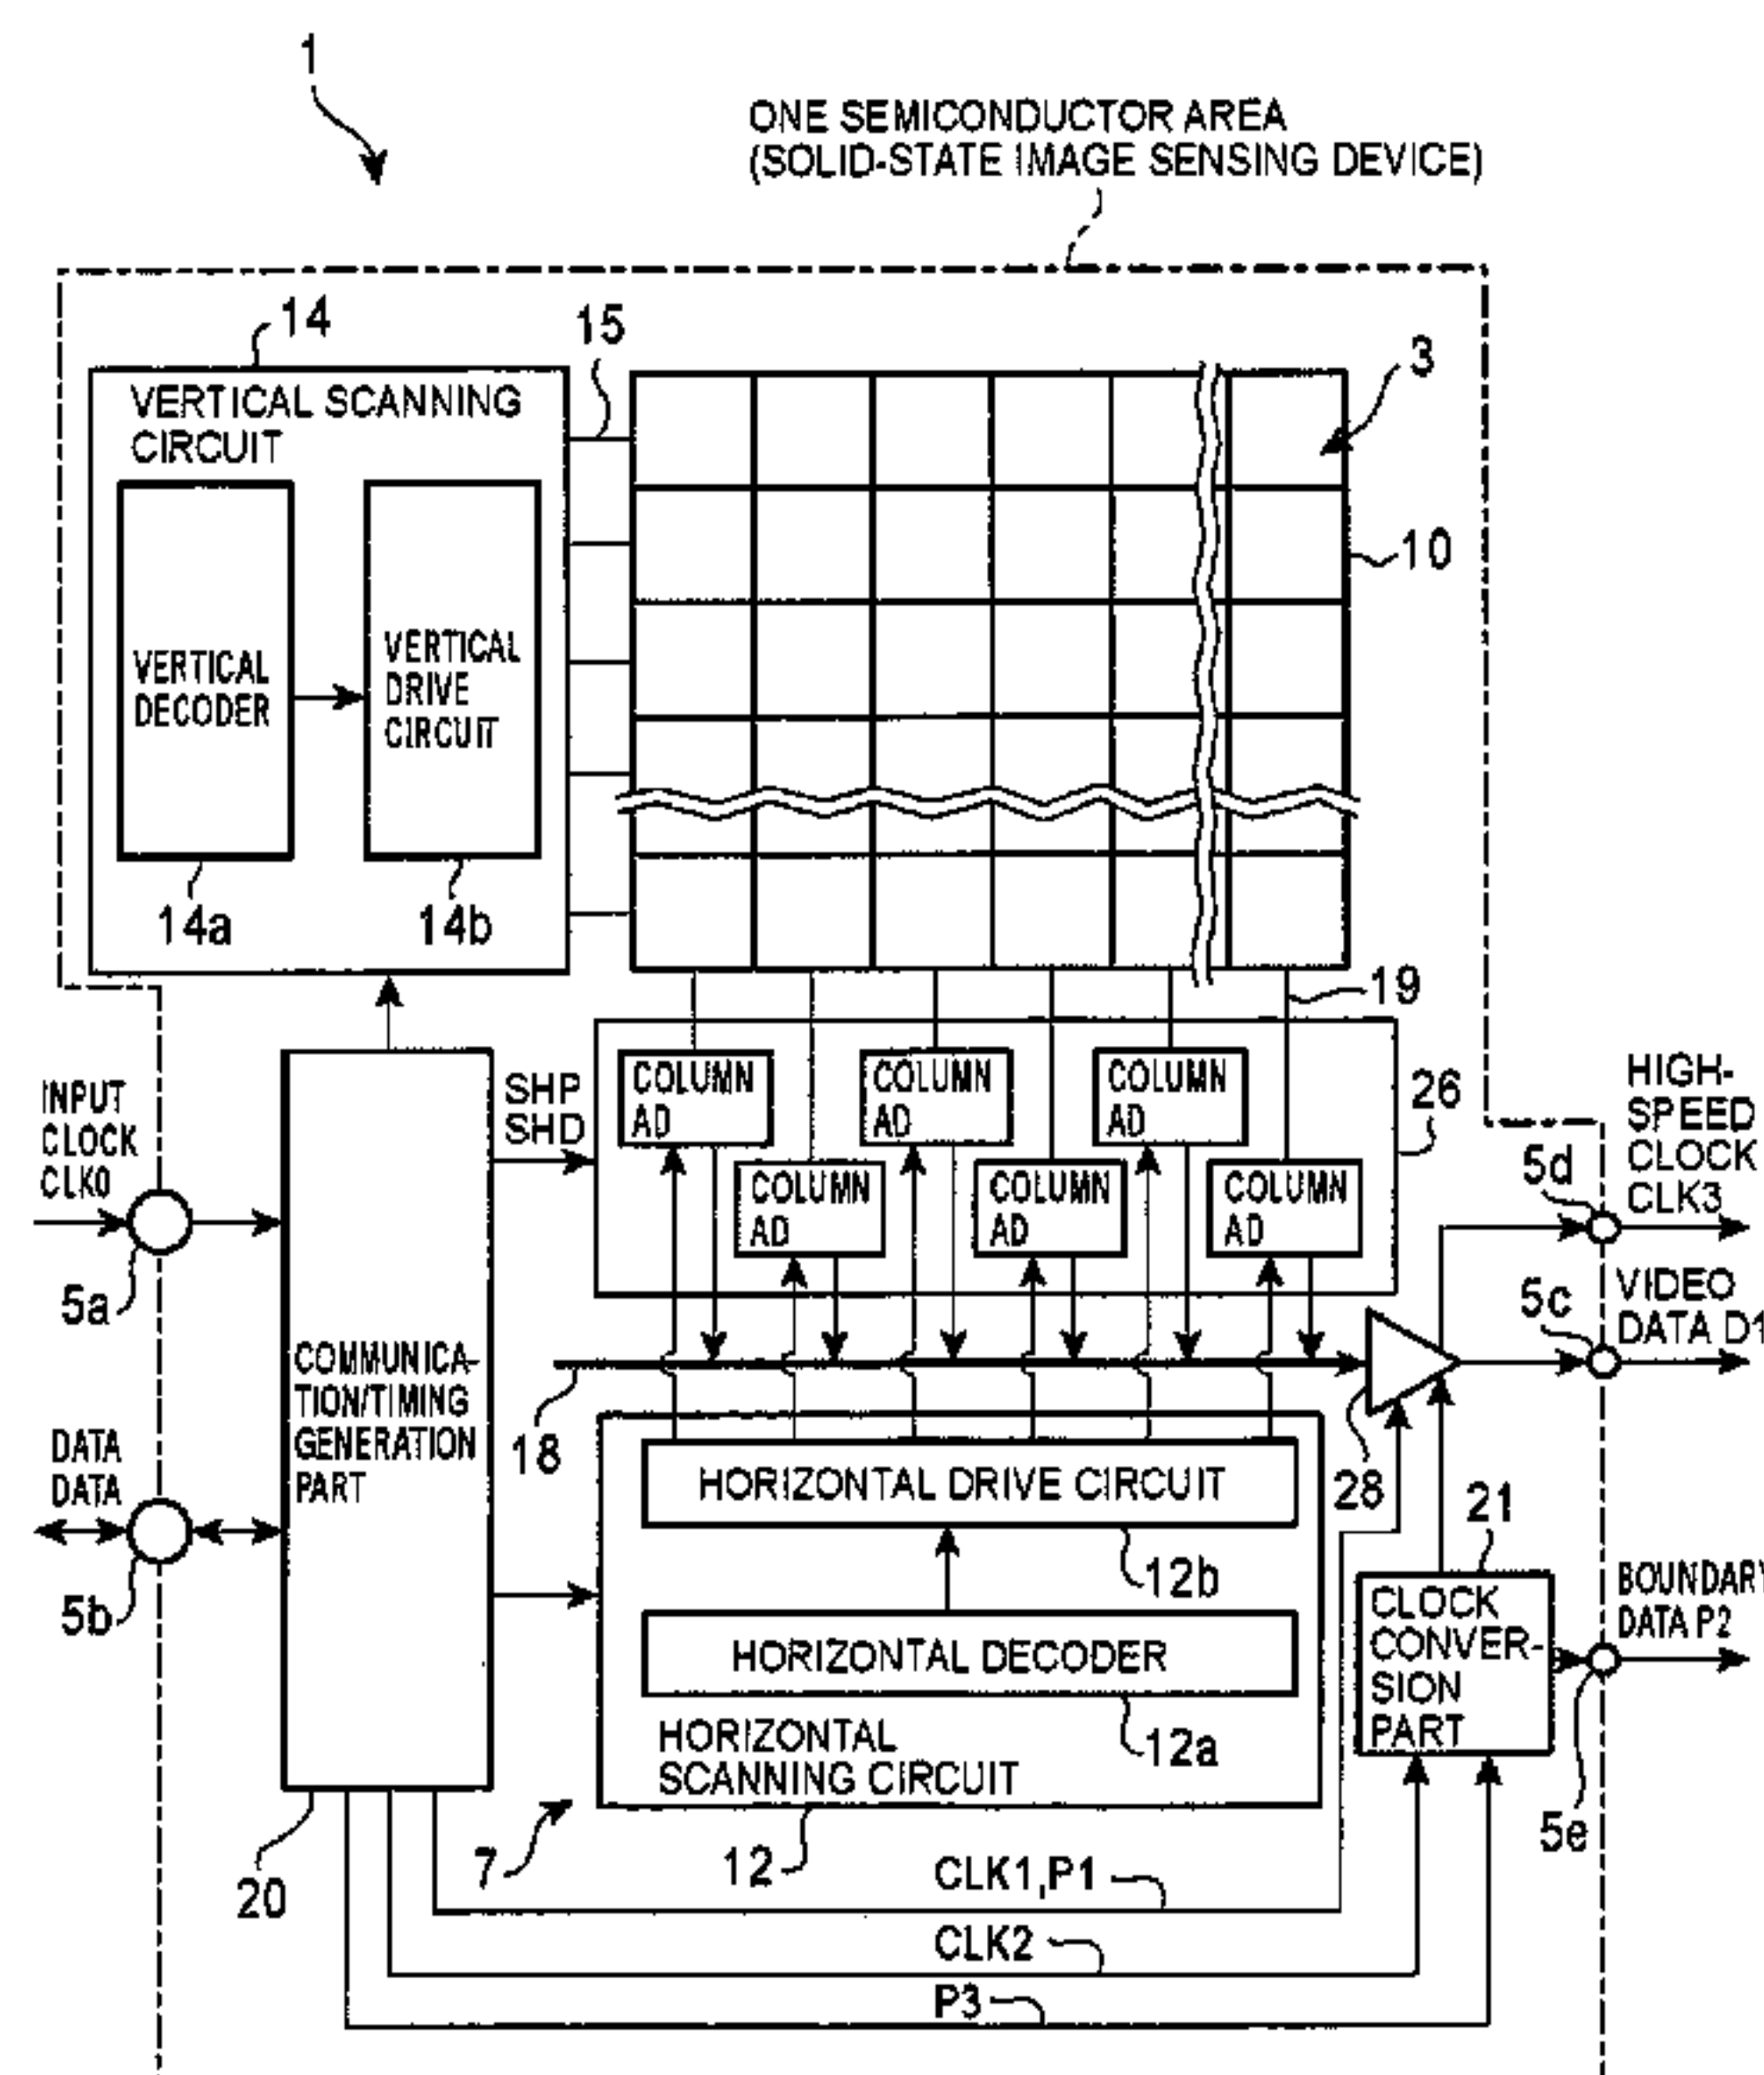 1
ONE SEMICONDUCTOR AREA
(SOLID-STATE IMAGE SENSING DEVICE)
14
15
3
VERTICAL SCANNING
CIRCUIT
10
VERTICAL
DECODER
VERTICAL
DRIVE
CIRCUIT
14a
14b
19
INPUT
CLOCK
CLK0
SHP
SHD
COLUMN
AD
COLUMN
AD
COLUMN
AD
COLUMN
AD
COLUMN
AD
COLUMN
AD
26
HIGH-
SPEED
CLOCK
CLK3
5d
5a
5c
VIDEO
DATA D1
COMMUNICA-
TION/TIMING
GENERATION
PART
18
28
DATA
DATA
5b
HORIZONTAL DRIVE CIRCUIT
12b
21
HORIZONTAL DECODER
12a
HORIZONTAL
SCANNING CIRCUIT
CLOCK
CONVER-
SION
PART
BOUNDARY
DATA P2
5e
20
7
12
CLK1,P1
CLK2
P3